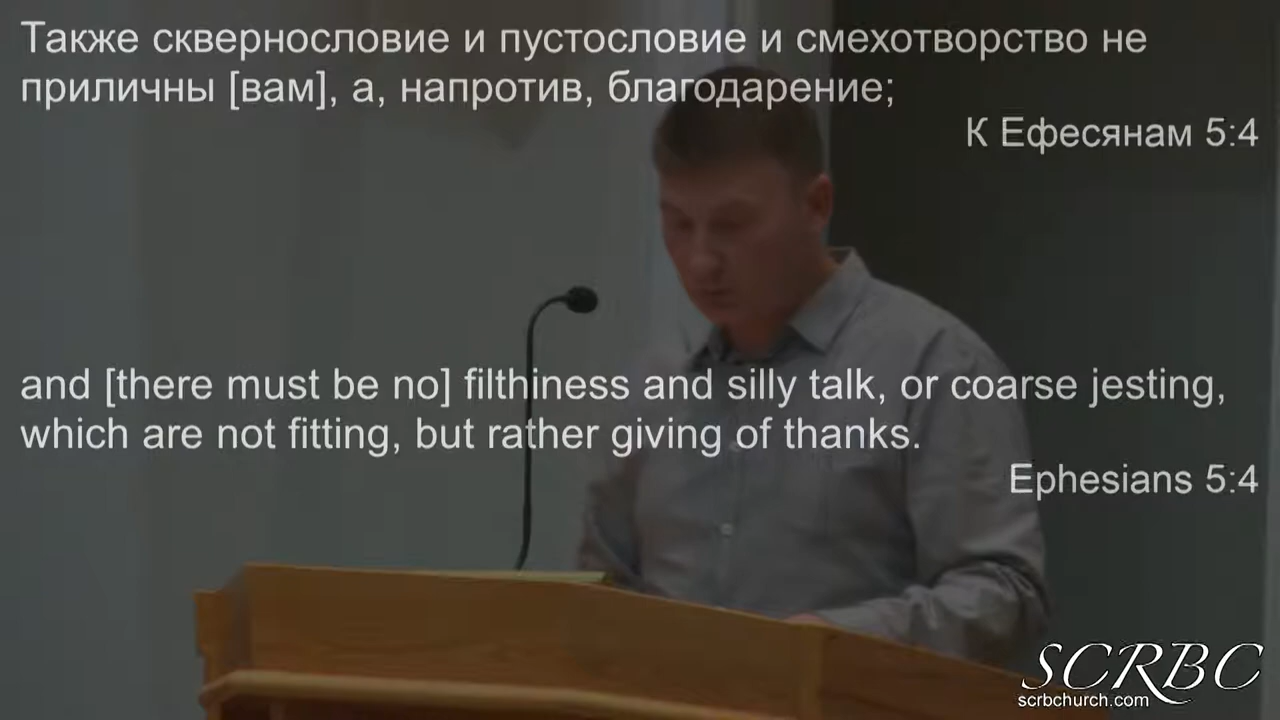 Также сквернословие и пустословие и смехотворство не
приличны [вам], а, напротив, благодарение;
К Ефесянам 5:4
and [there must be no] filthiness and silly talk, or coarse jesting,
which are not fitting, but rather giving of thanks.
Ephesians 5:4
SCRBC
scrbchurch.com